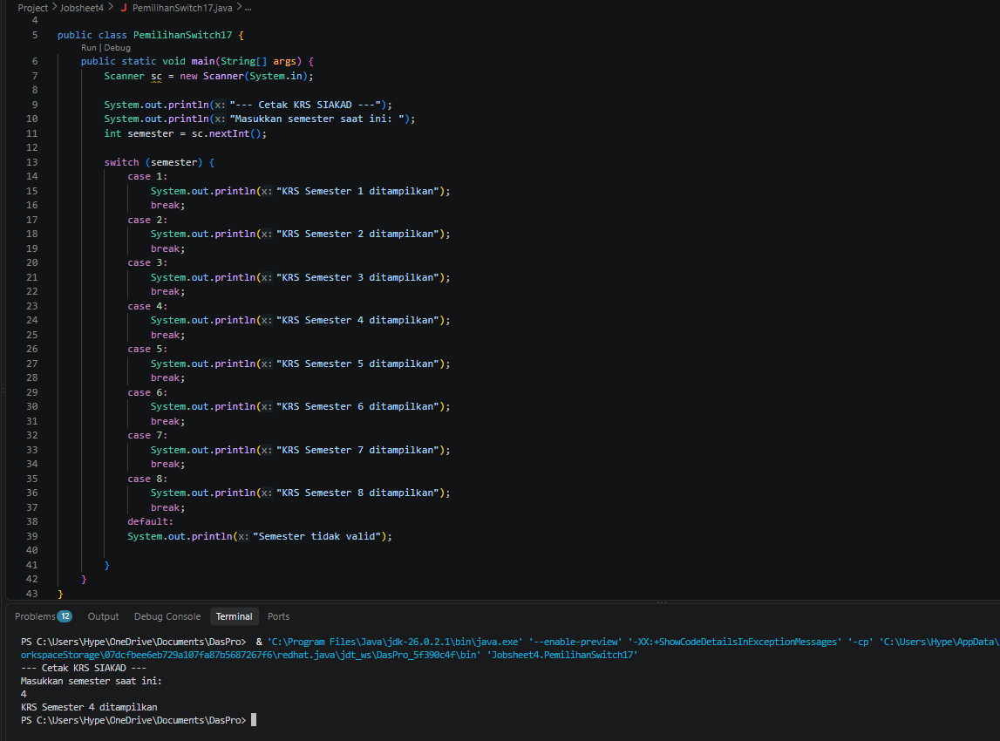 Project > Jobsheet4 > J PemilihanSwitch17.java > ...
4
5 public class PemilihanSwitch17 {
Run | Debug
6 public static void main(String[] args) {
7 Scanner sc = new Scanner(System.in);
8
9 System.out.println(x: "--- Cetak KRS SIAKAD ---");
10 System.out.println(x: "Masukkan semester saat ini: ");
11 int semester = sc.nextInt();
12
13 switch (semester) {
14 case 1:
15 System.out.println(x: "KRS Semester 1 ditampilkan");
16 break;
17 case 2:
18 System.out.println(x: "KRS Semester 2 ditampilkan");
19 break;
20 case 3:
21 System.out.println(x: "KRS Semester 3 ditampilkan");
22 break;
23 case 4:
24 System.out.println(x: "KRS Semester 4 ditampilkan");
25 break;
26 case 5:
27 System.out.println(x: "KRS Semester 5 ditampilkan");
28 break;
29 case 6:
30 System.out.println(x: "KRS Semester 6 ditampilkan");
31 break;
32 case 7:
33 System.out.println(x: "KRS Semester 7 ditampilkan");
34 break;
35 case 8:
36 System.out.println(x: "KRS Semester 8 ditampilkan");
37 break;
38 default:
39 System.out.println(x: "Semester tidak valid");
40
41 }
42 }
43 }
Problems 12 Output Debug Console Terminal Ports
PS C:\Users\Hype\OneDrive\Documents\DasPro> & 'C:\Program Files\Java\jdk-26.0.2.1\bin\java.exe' '--enable-preview' '-XX:+ShowCodeDetailsInExceptionMessages' '-cp' 'C:\Users\Hype\AppData\
orkspaceStorage\07dcfbee6eb729a107fa87b5687267f6\redhat.java\jdt_ws\DasPro_5f390c4f\bin' 'Jobsheet4.PemilihanSwitch17'
--- Cetak KRS SIAKAD ---
Masukkan semester saat ini:
4
KRS Semester 4 ditampilkan
PS C:\Users\Hype\OneDrive\Documents\DasPro>